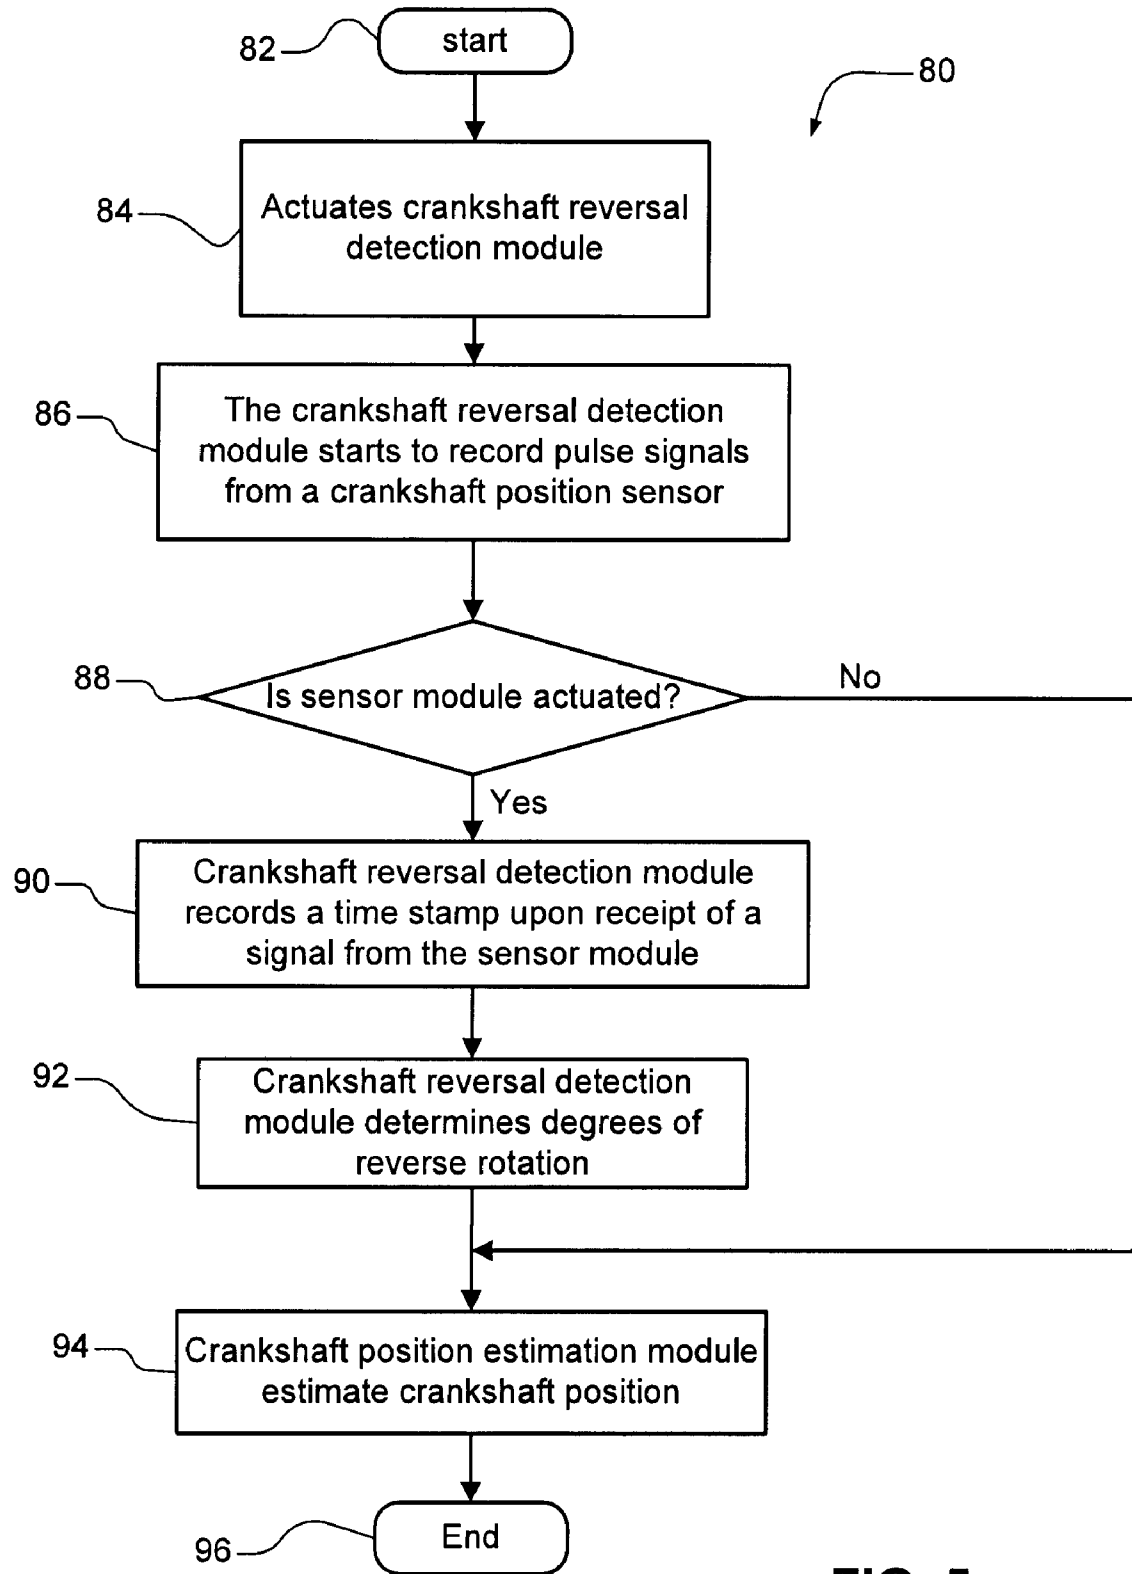 82
start
80
84
Actuates crankshaft reversal
detection module
86
The crankshaft reversal detection
module starts to record pulse signals
from a crankshaft position sensor
88
Is sensor module actuated?
No
Yes
90
Crankshaft reversal detection module
records a time stamp upon receipt of a
signal from the sensor module
92
Crankshaft reversal detection
module determines degrees of
reverse rotation
94
Crankshaft position estimation module
estimate crankshaft position
96
End